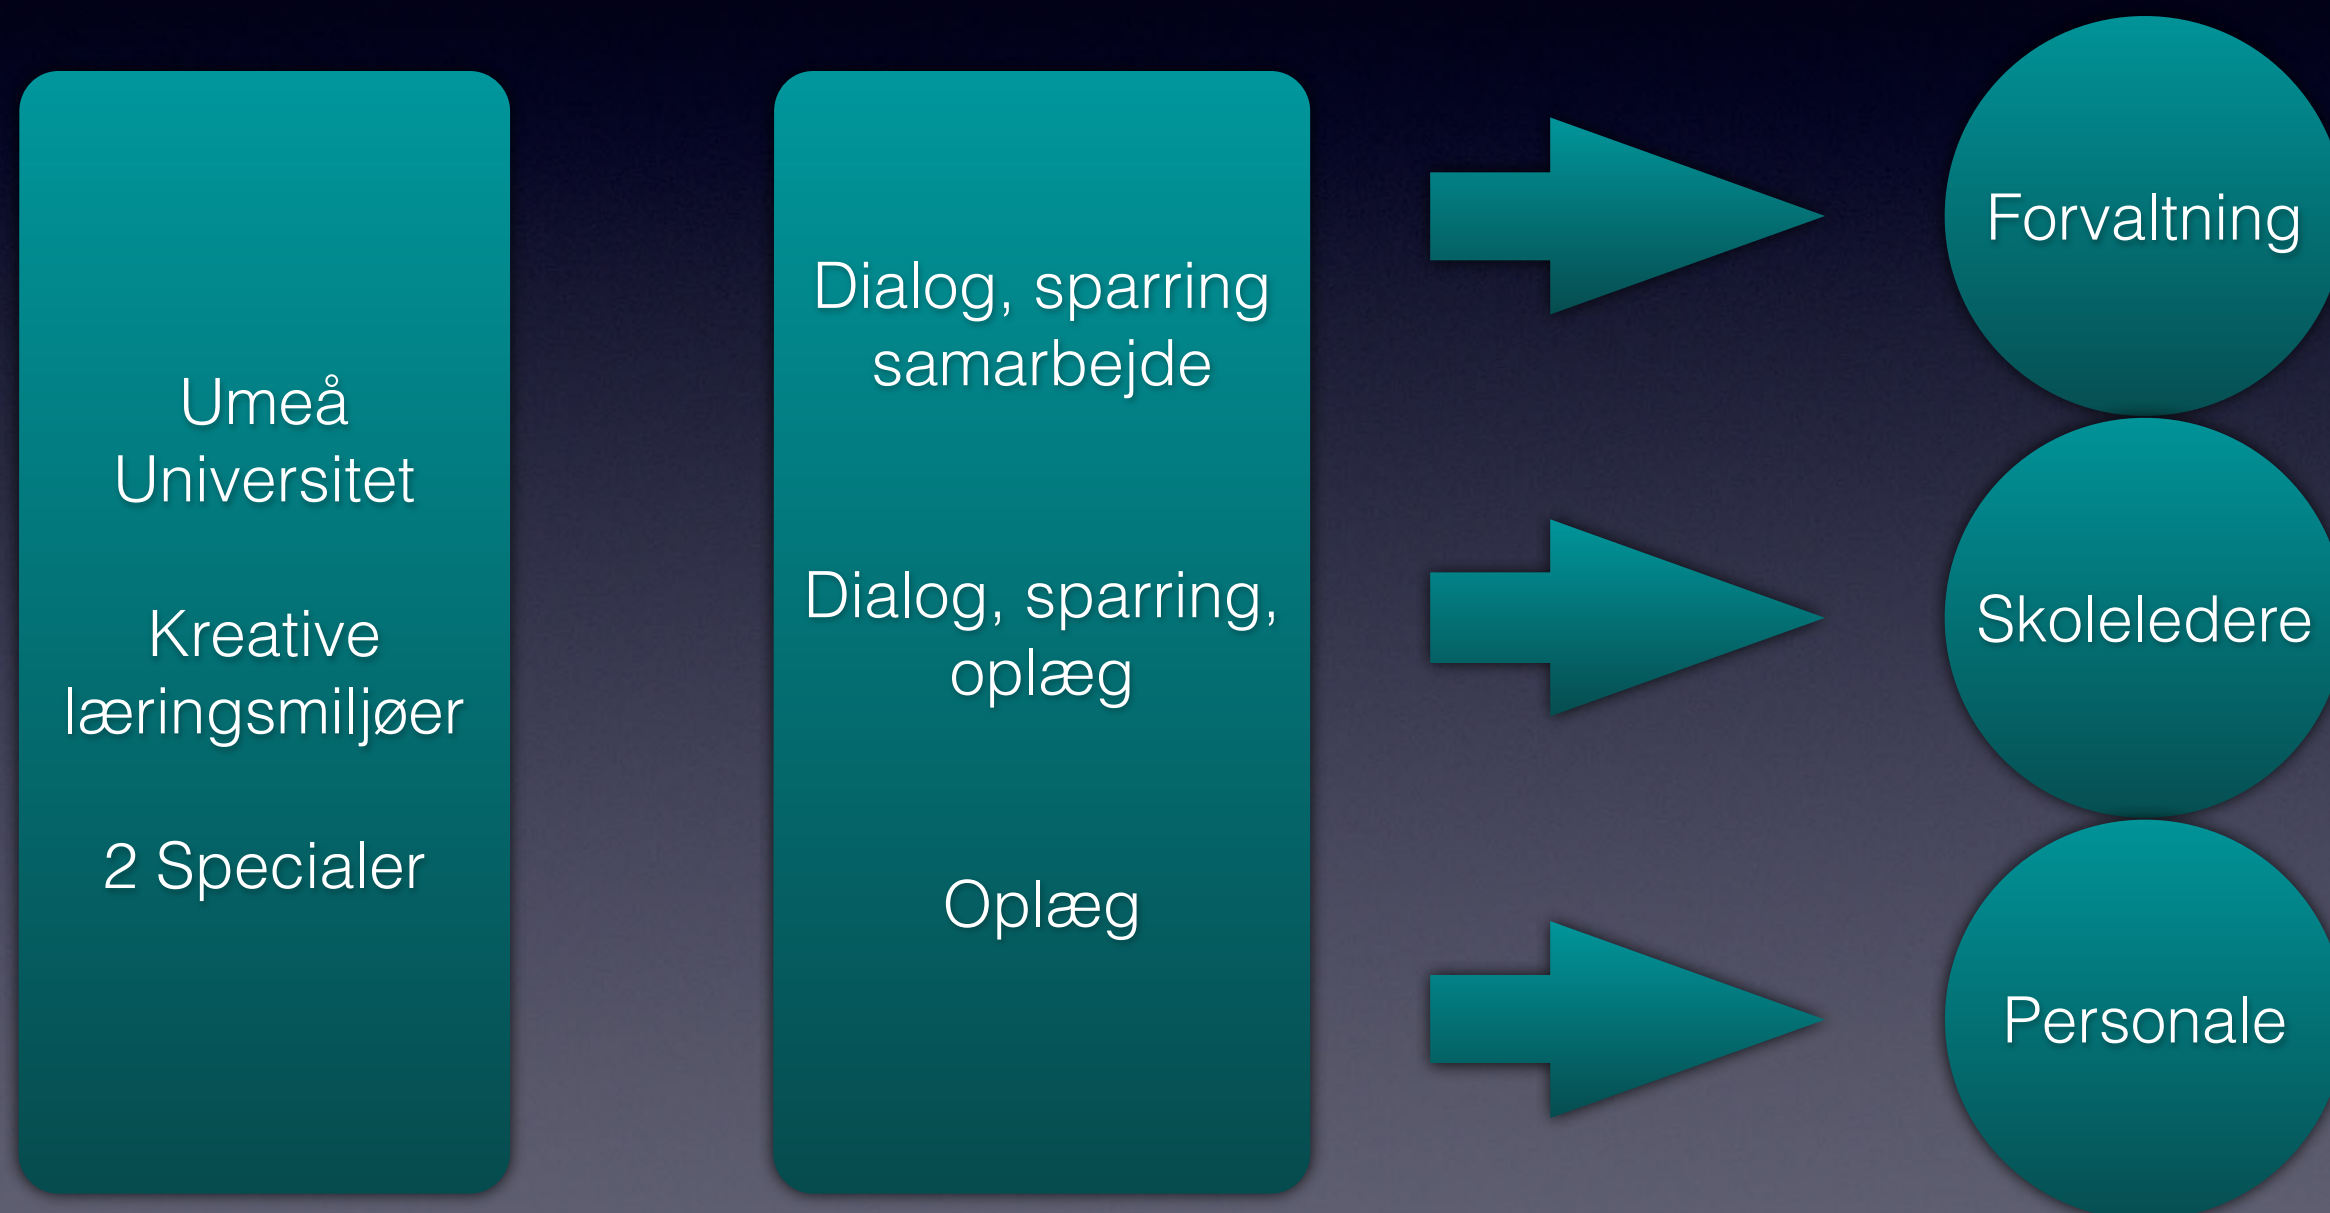 Umeå
Universitet
Kreative
læringsmiljøer
2 Specialer
Dialog, sparring
samarbejde
Dialog, sparring,
oplæg
Oplæg
Forvaltning
Skoleledere
Personale